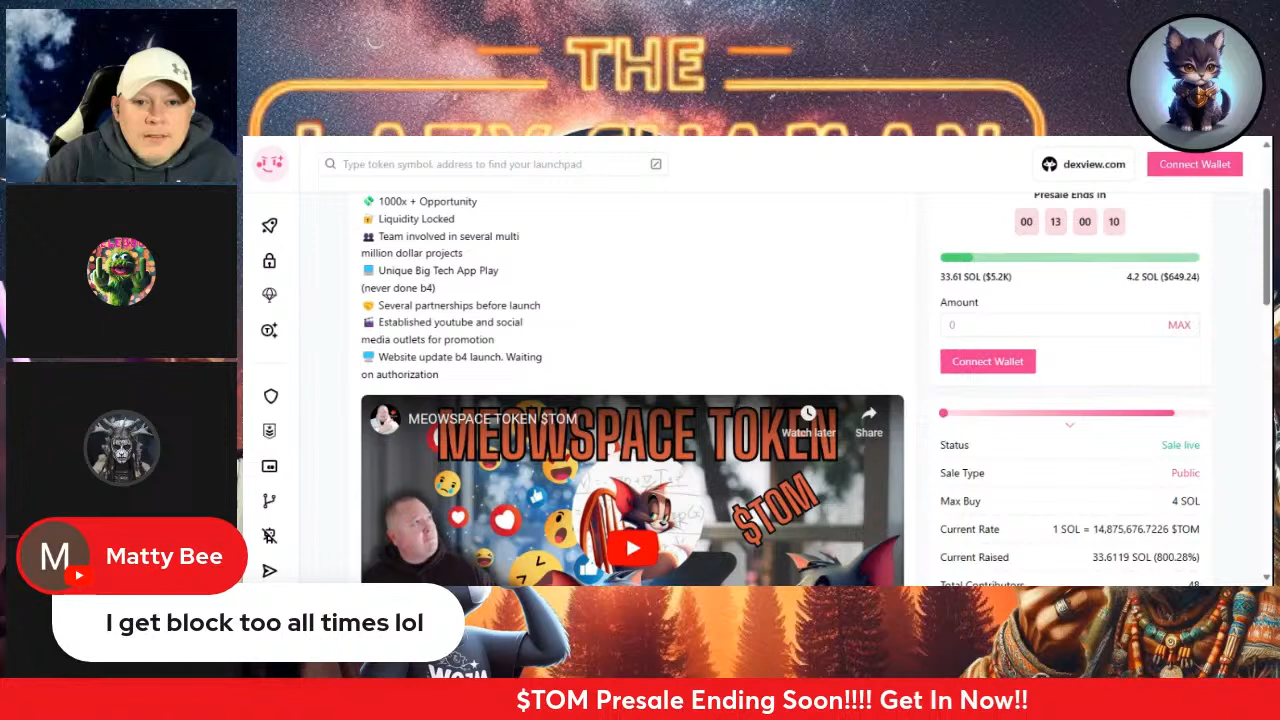 THE
LAZY SHAMAN
Type token symbol, address to find your launchpad
dexview.com
Connect Wallet
💸 1000x + Opportunity
🔐 Liquidity Locked
👥 Team involved in several multi
million dollar projects
🖥️ Unique Big Tech App Play
(never done b4)
🤝 Several partnerships before launch
🎬 Established youtube and social
media outlets for promotion
🖥️ Website update b4 launch. Waiting
on authorization
MEOWSPACE TOKEN $TOM
Watch later
Share
MEOWSPACE TOKEN
$TOM
Presale Ends In
00 13 00 10
33.61 SOL ($5.2K) 4.2 SOL ($649.24)
Amount
0 MAX
Connect Wallet
Status Sale live
Sale Type Public
Max Buy 4 SOL
Current Rate 1 SOL = 14,875,676.7226 $TOM
Current Raised 33.6119 SOL (800.28%)
Total Contributors 48
M Matty Bee
I get block too all times lol
$TOM Presale Ending Soon!!!! Get In Now!!